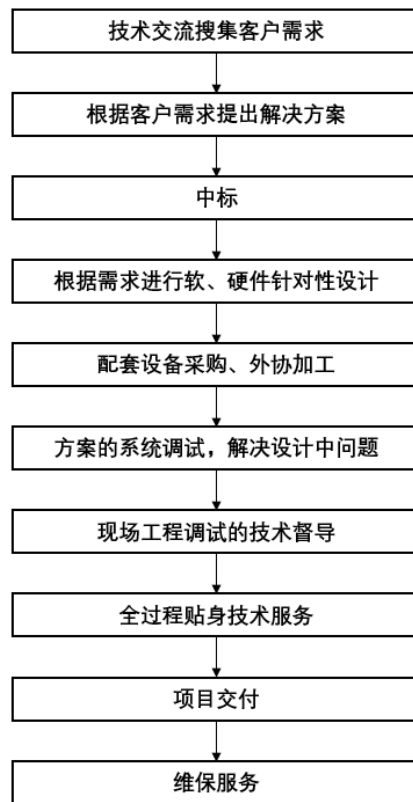 技术交流搜集客户需求
根据客户需求提出解决方案
中标
根据需求进行软、硬件针对性设计
配套设备采购、外协加工
方案的系统调试，解决设计中问题
现场工程调试的技术督导
全过程贴身技术服务
项目交付
维保服务